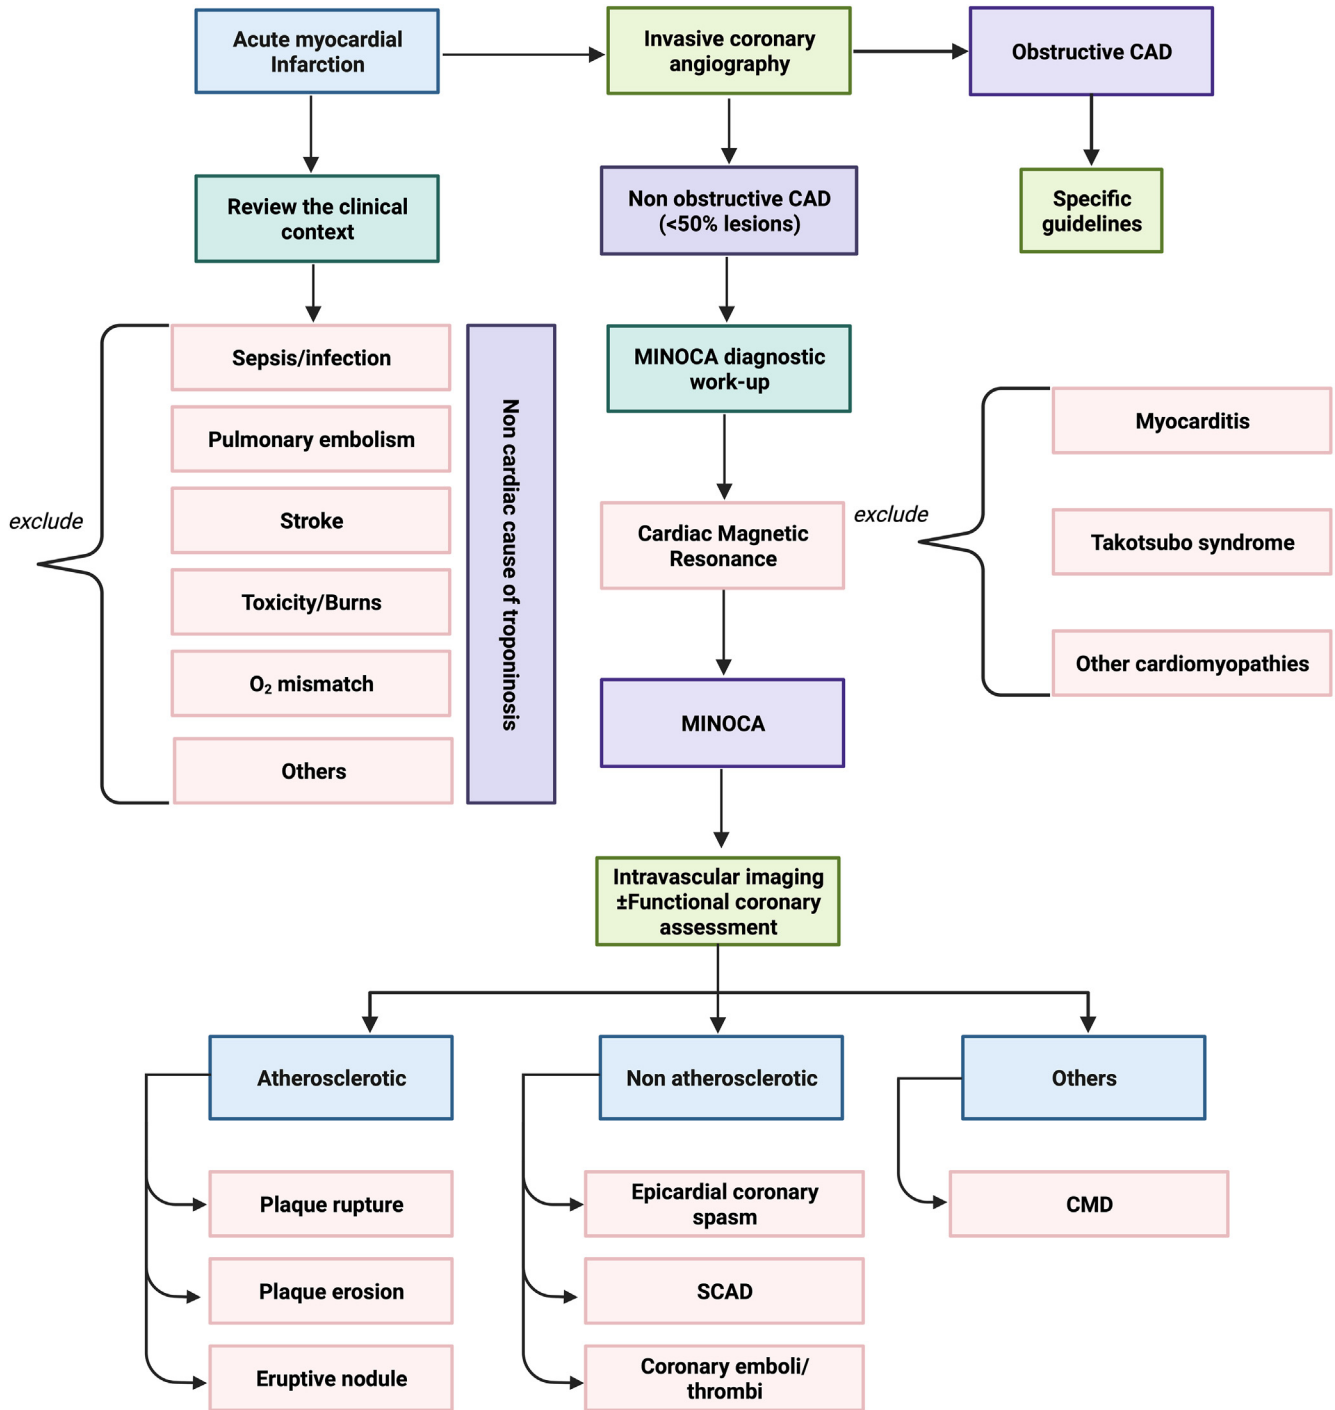 Acute myocardial
Infarction
Invasive coronary
angiography
Obstructive CAD
Review the clinical
context
Non obstructive CAD
(<50% lesions)
Specific
guidelines
exclude
Sepsis/infection
Pulmonary embolism
Stroke
Toxicity/Burns
O₂ mismatch
Others
Non cardiac cause of troponinosis
MINOCA diagnostic
work-up
Cardiac Magnetic
Resonance
exclude
Myocarditis
Takotsubo syndrome
Other cardiomyopathies
MINOCA
Intravascular imaging
±Functional coronary
assessment
Atherosclerotic
Plaque rupture
Plaque erosion
Eruptive nodule
Non atherosclerotic
Epicardial coronary
spasm
SCAD
Coronary emboli/
thrombi
Others
CMD